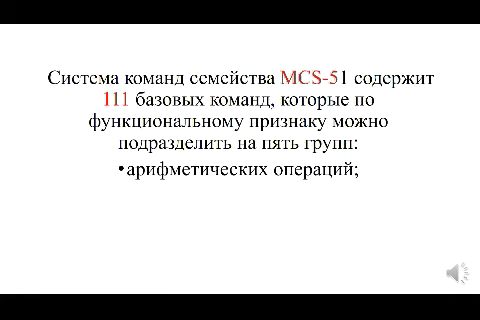 Система команд семейства MCS-51 содержит
111 базовых команд, которые по
функциональному признаку можно
подразделить на пять групп:
•арифметических операций;